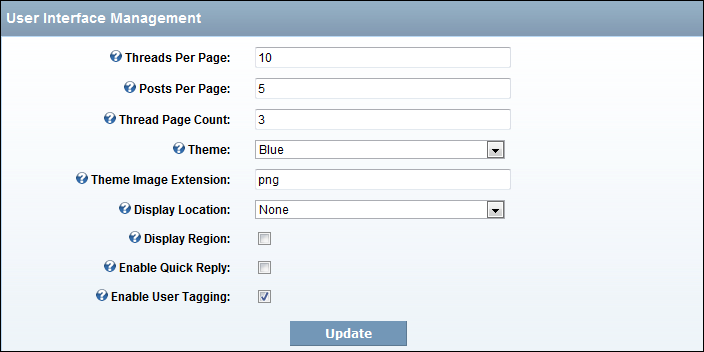 User Interface Management
Threads Per Page: 10
Posts Per Page: 5
Thread Page Count: 3
Theme: Blue
Theme Image Extension: png
Display Location: None
Display Region:
Enable Quick Reply:
Enable User Tagging:
Update